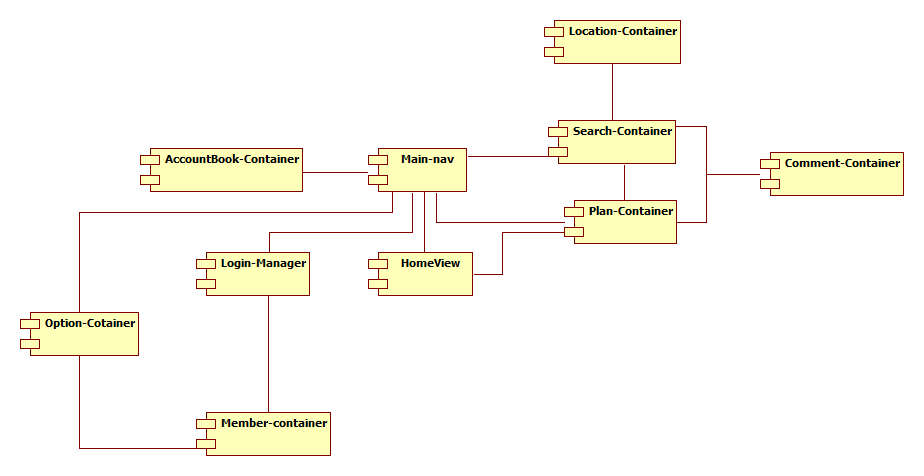 Location-Container
Search-Container
AccountBook-Container
Main-nav
Comment-Container
Plan-Container
Login-Manager
HomeView
Option-Cotainer
Member-container